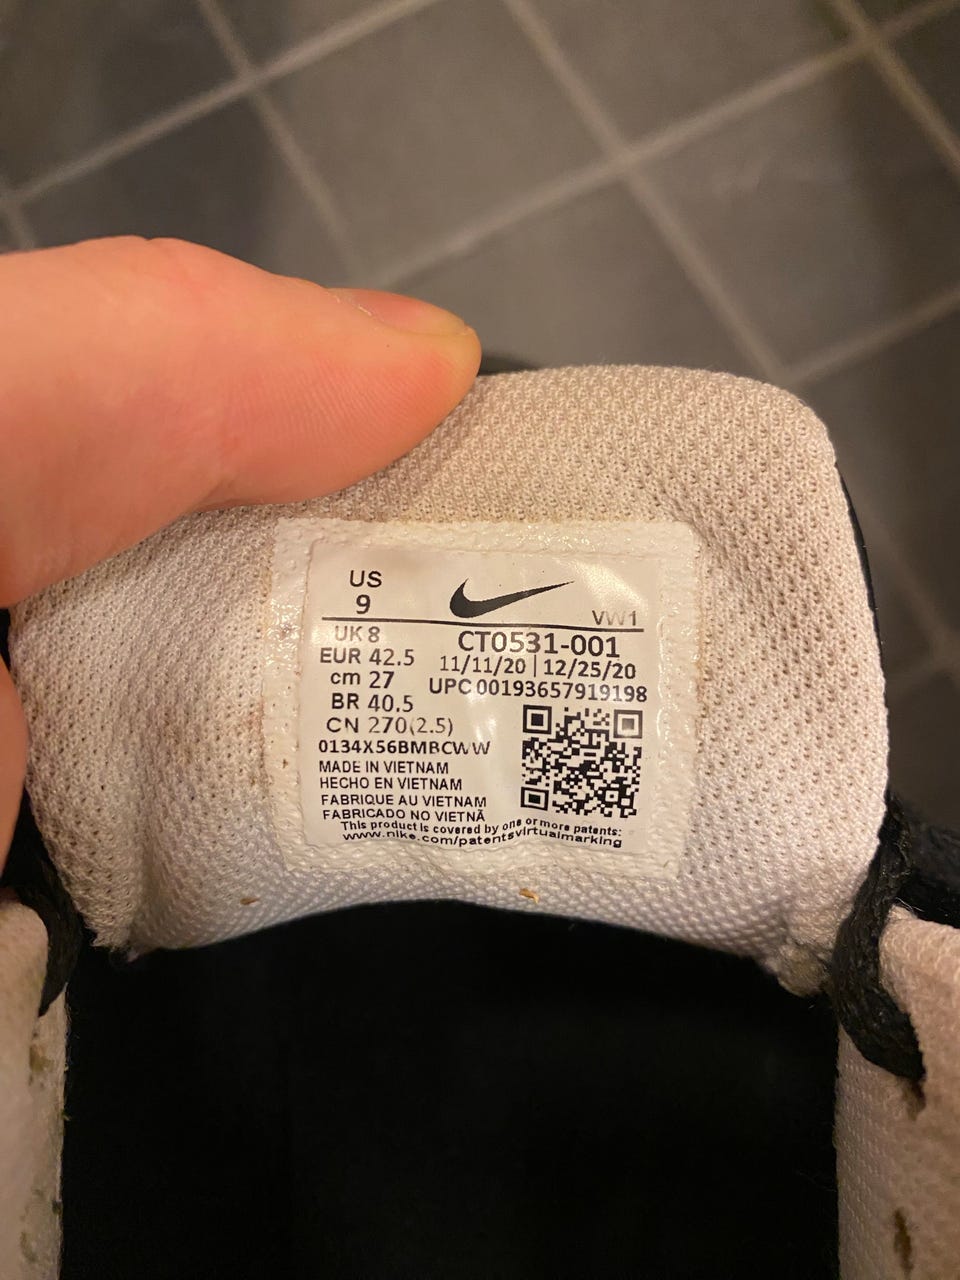 US
9
VW1
UK 8
CT0531-001
EUR 42.5
11/11/20 | 12/25/20
cm 27
UPC 00193657919198
BR 40.5
CN 270(2.5)
0134X56BMBCWW
MADE IN VIETNAM
HECHO EN VIETNAM
FABRIQUE AU VIETNAM
FABRICADO NO VIETNÃ
This product is covered by one or more patents:
www.nike.com/patentsvirtualmarking